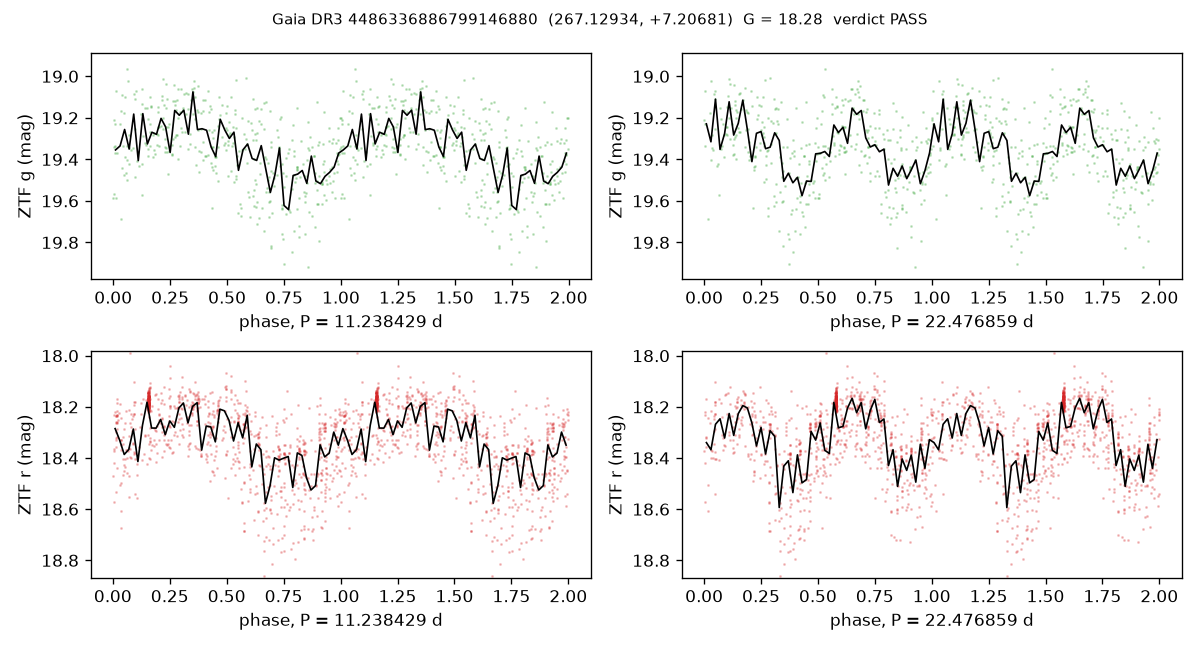 Gaia DR3 4486336886799146880 (267.12934, +7.20681) G = 18.28 verdict PASS
ZTF g (mag)
19.0
19.2
19.4
19.6
19.8
0.00 0.25 0.50 0.75 1.00 1.25 1.50 1.75 2.00
phase, P = 11.238429 d
ZTF g (mag)
19.0
19.2
19.4
19.6
19.8
0.00 0.25 0.50 0.75 1.00 1.25 1.50 1.75 2.00
phase, P = 22.476859 d
ZTF r (mag)
18.0
18.2
18.4
18.6
18.8
0.00 0.25 0.50 0.75 1.00 1.25 1.50 1.75 2.00
phase, P = 11.238429 d
ZTF r (mag)
18.0
18.2
18.4
18.6
18.8
0.00 0.25 0.50 0.75 1.00 1.25 1.50 1.75 2.00
phase, P = 22.476859 d